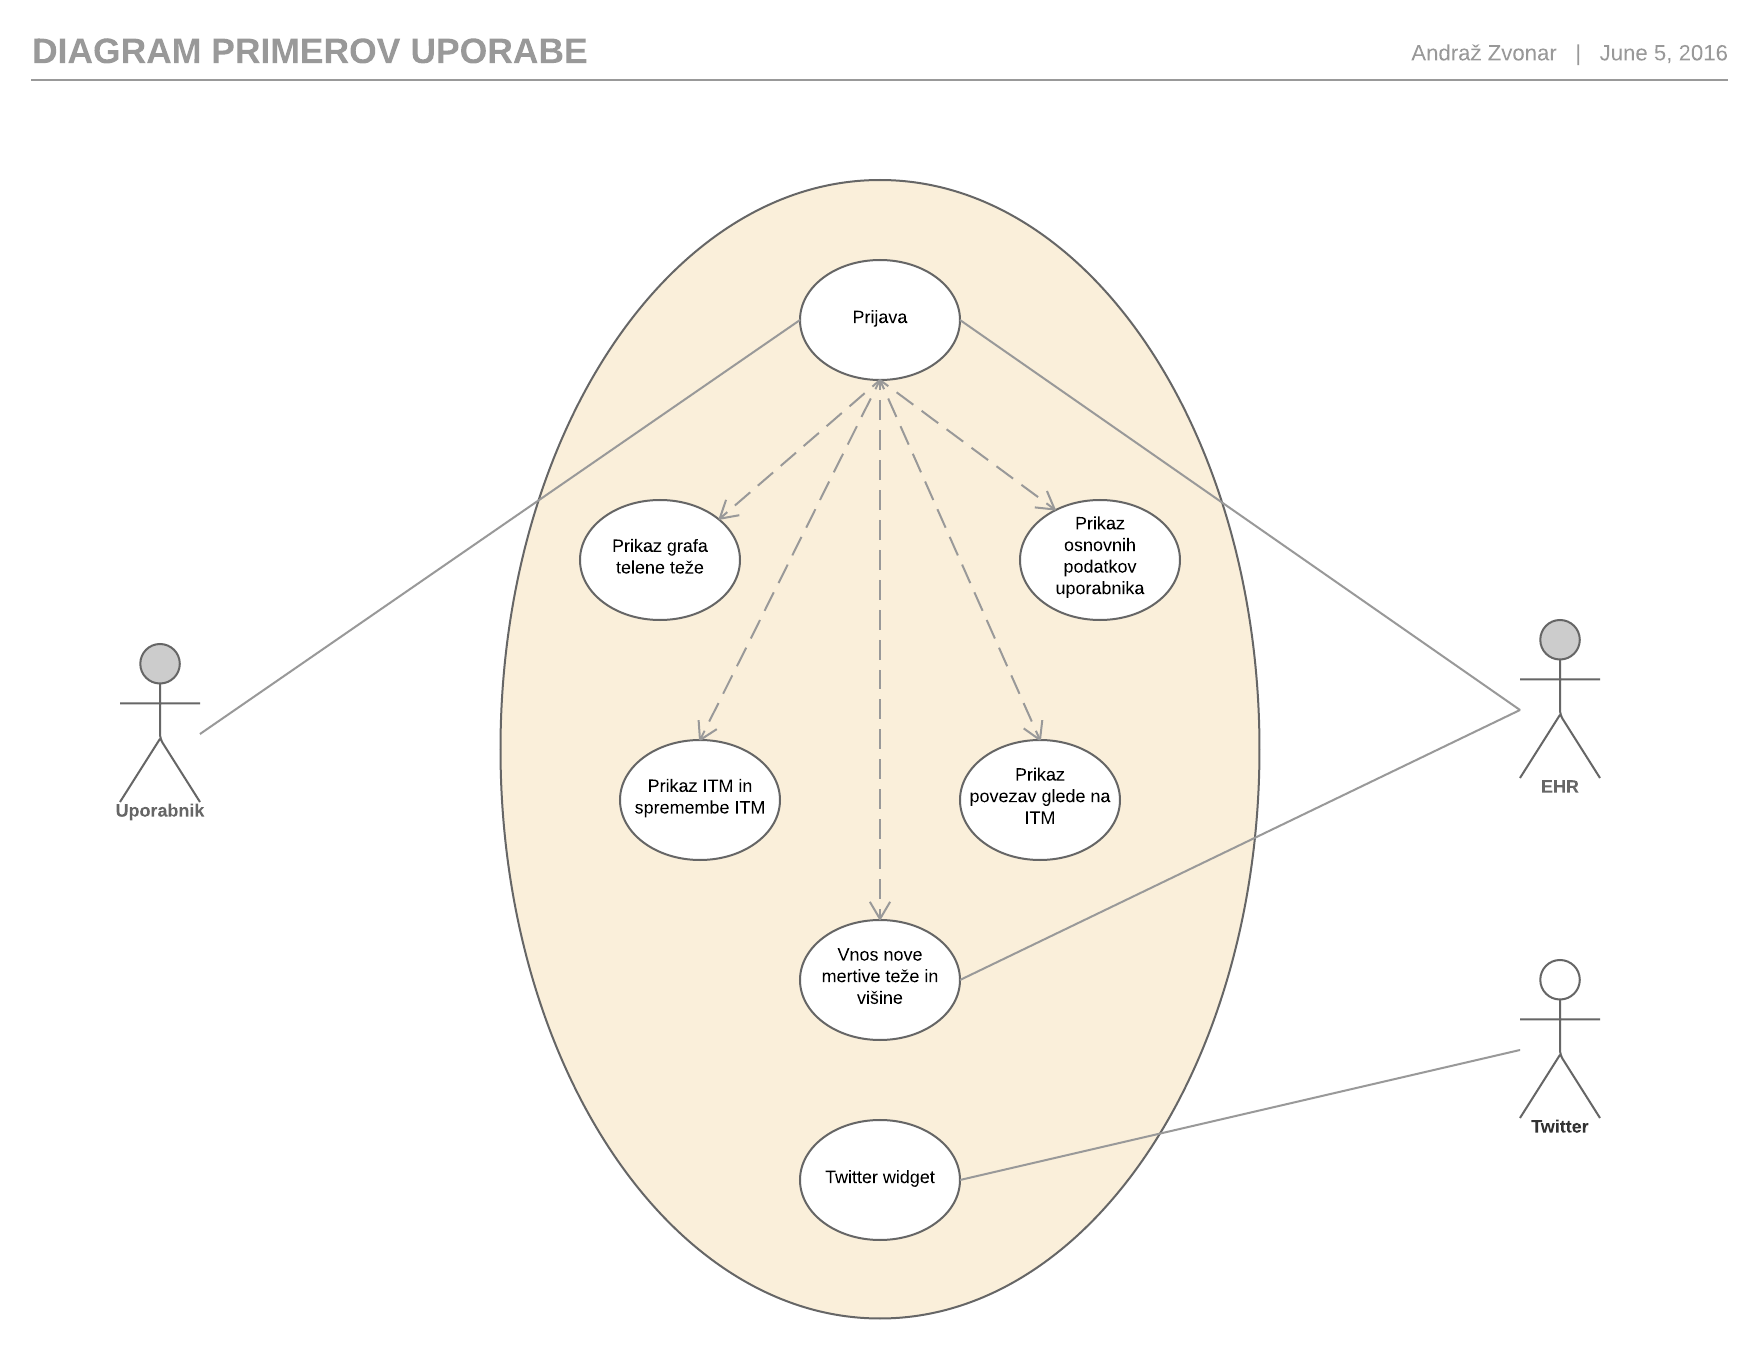 DIAGRAM PRIMEROV UPORABE
Andraž Zvonar | June 5, 2016
Prijava
Prikaz grafa
telene teže
Prikaz
osnovnih
podatkov
uporabnika
Uporabnik
Prikaz ITM in
spremembe ITM
Prikaz
povezav glede na
ITM
EHR
Vnos nove
mertive teže in
višine
Twitter
Twitter widget